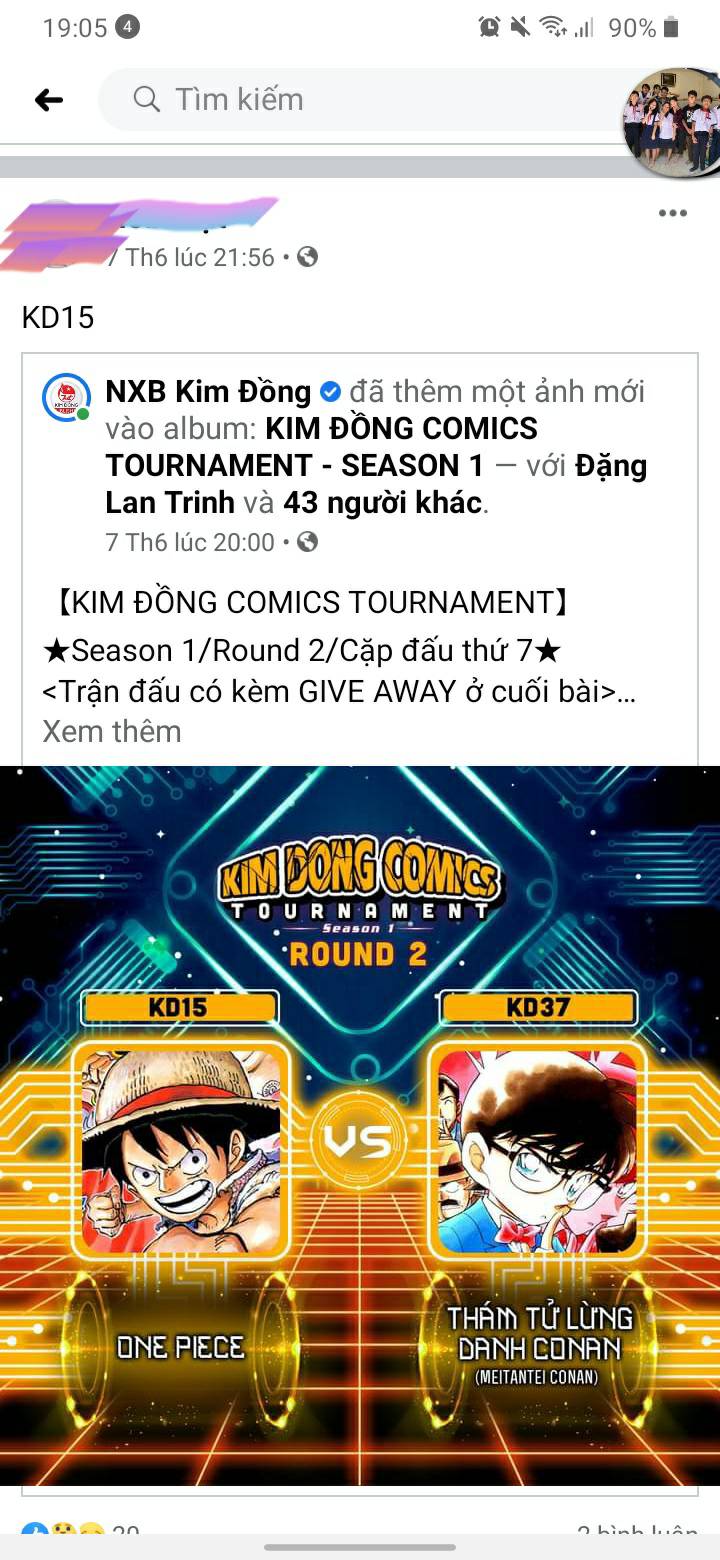 19:05 4 90%
Tìm kiếm
7 Th6 lúc 21:56 •
KD15
NXB Kim Đồng đã thêm một ảnh mới
vào album: KIM ĐỒNG COMICS
TOURNAMENT - SEASON 1 — với Đặng
Lan Trinh và 43 người khác.
7 Th6 lúc 20:00 •
【KIM ĐỒNG COMICS TOURNAMENT】
★Season 1/Round 2/Cặp đấu thứ 7★
<Trận đấu có kèm GIVE AWAY ở cuối bài>...
Xem thêm
KIM DONG COMICS
TOURNAMENT
Season 1
ROUND 2
KD15
KD37
VS
ONE PIECE
THÁM TỬ LỪNG
DANH CONAN
(MEITANTEI CONAN)
20
2 bình luận